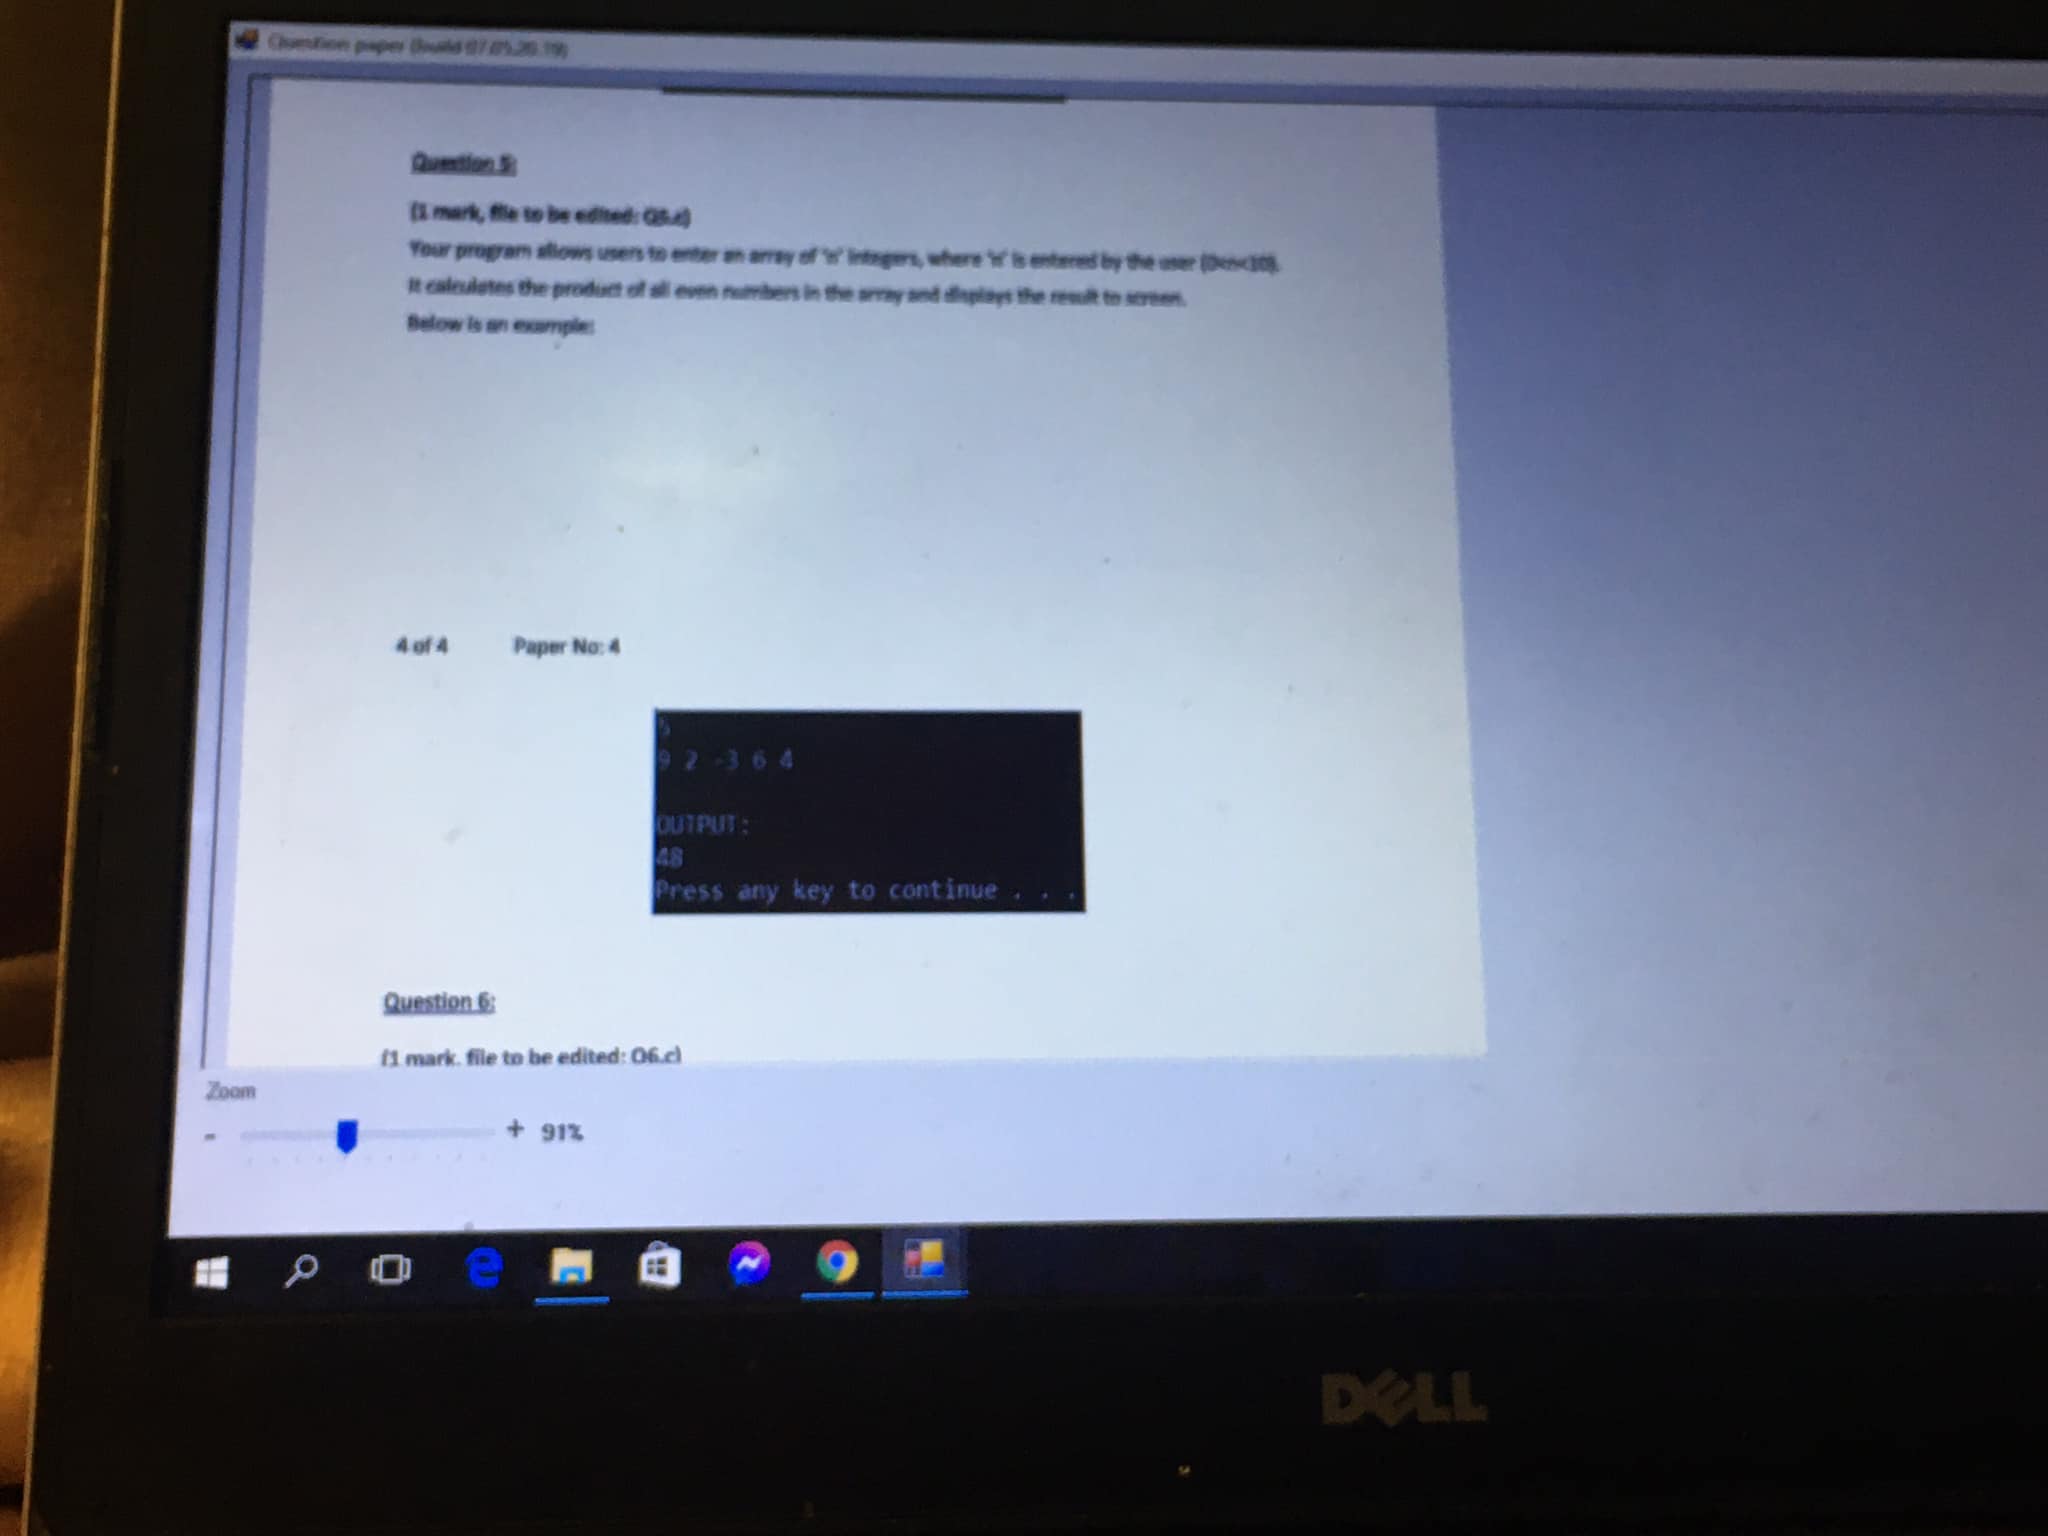 Question paper (build 07.05.20.19)
Question 5:
(1 mark, file to be edited: Q5.c)
Your program allows users to enter an array of 'n' integers, where 'n' is entered by the user (0<n<10).
It calculates the product of all even numbers in the array and displays the result to screen.
Below is an example:
4 of 4 Paper No: 4
5
9 2 -3 6 4
OUTPUT:
48
Press any key to continue . . .
Question 6:
(1 mark. file to be edited: Q6.c)
Zoom
- + 91%
DELL